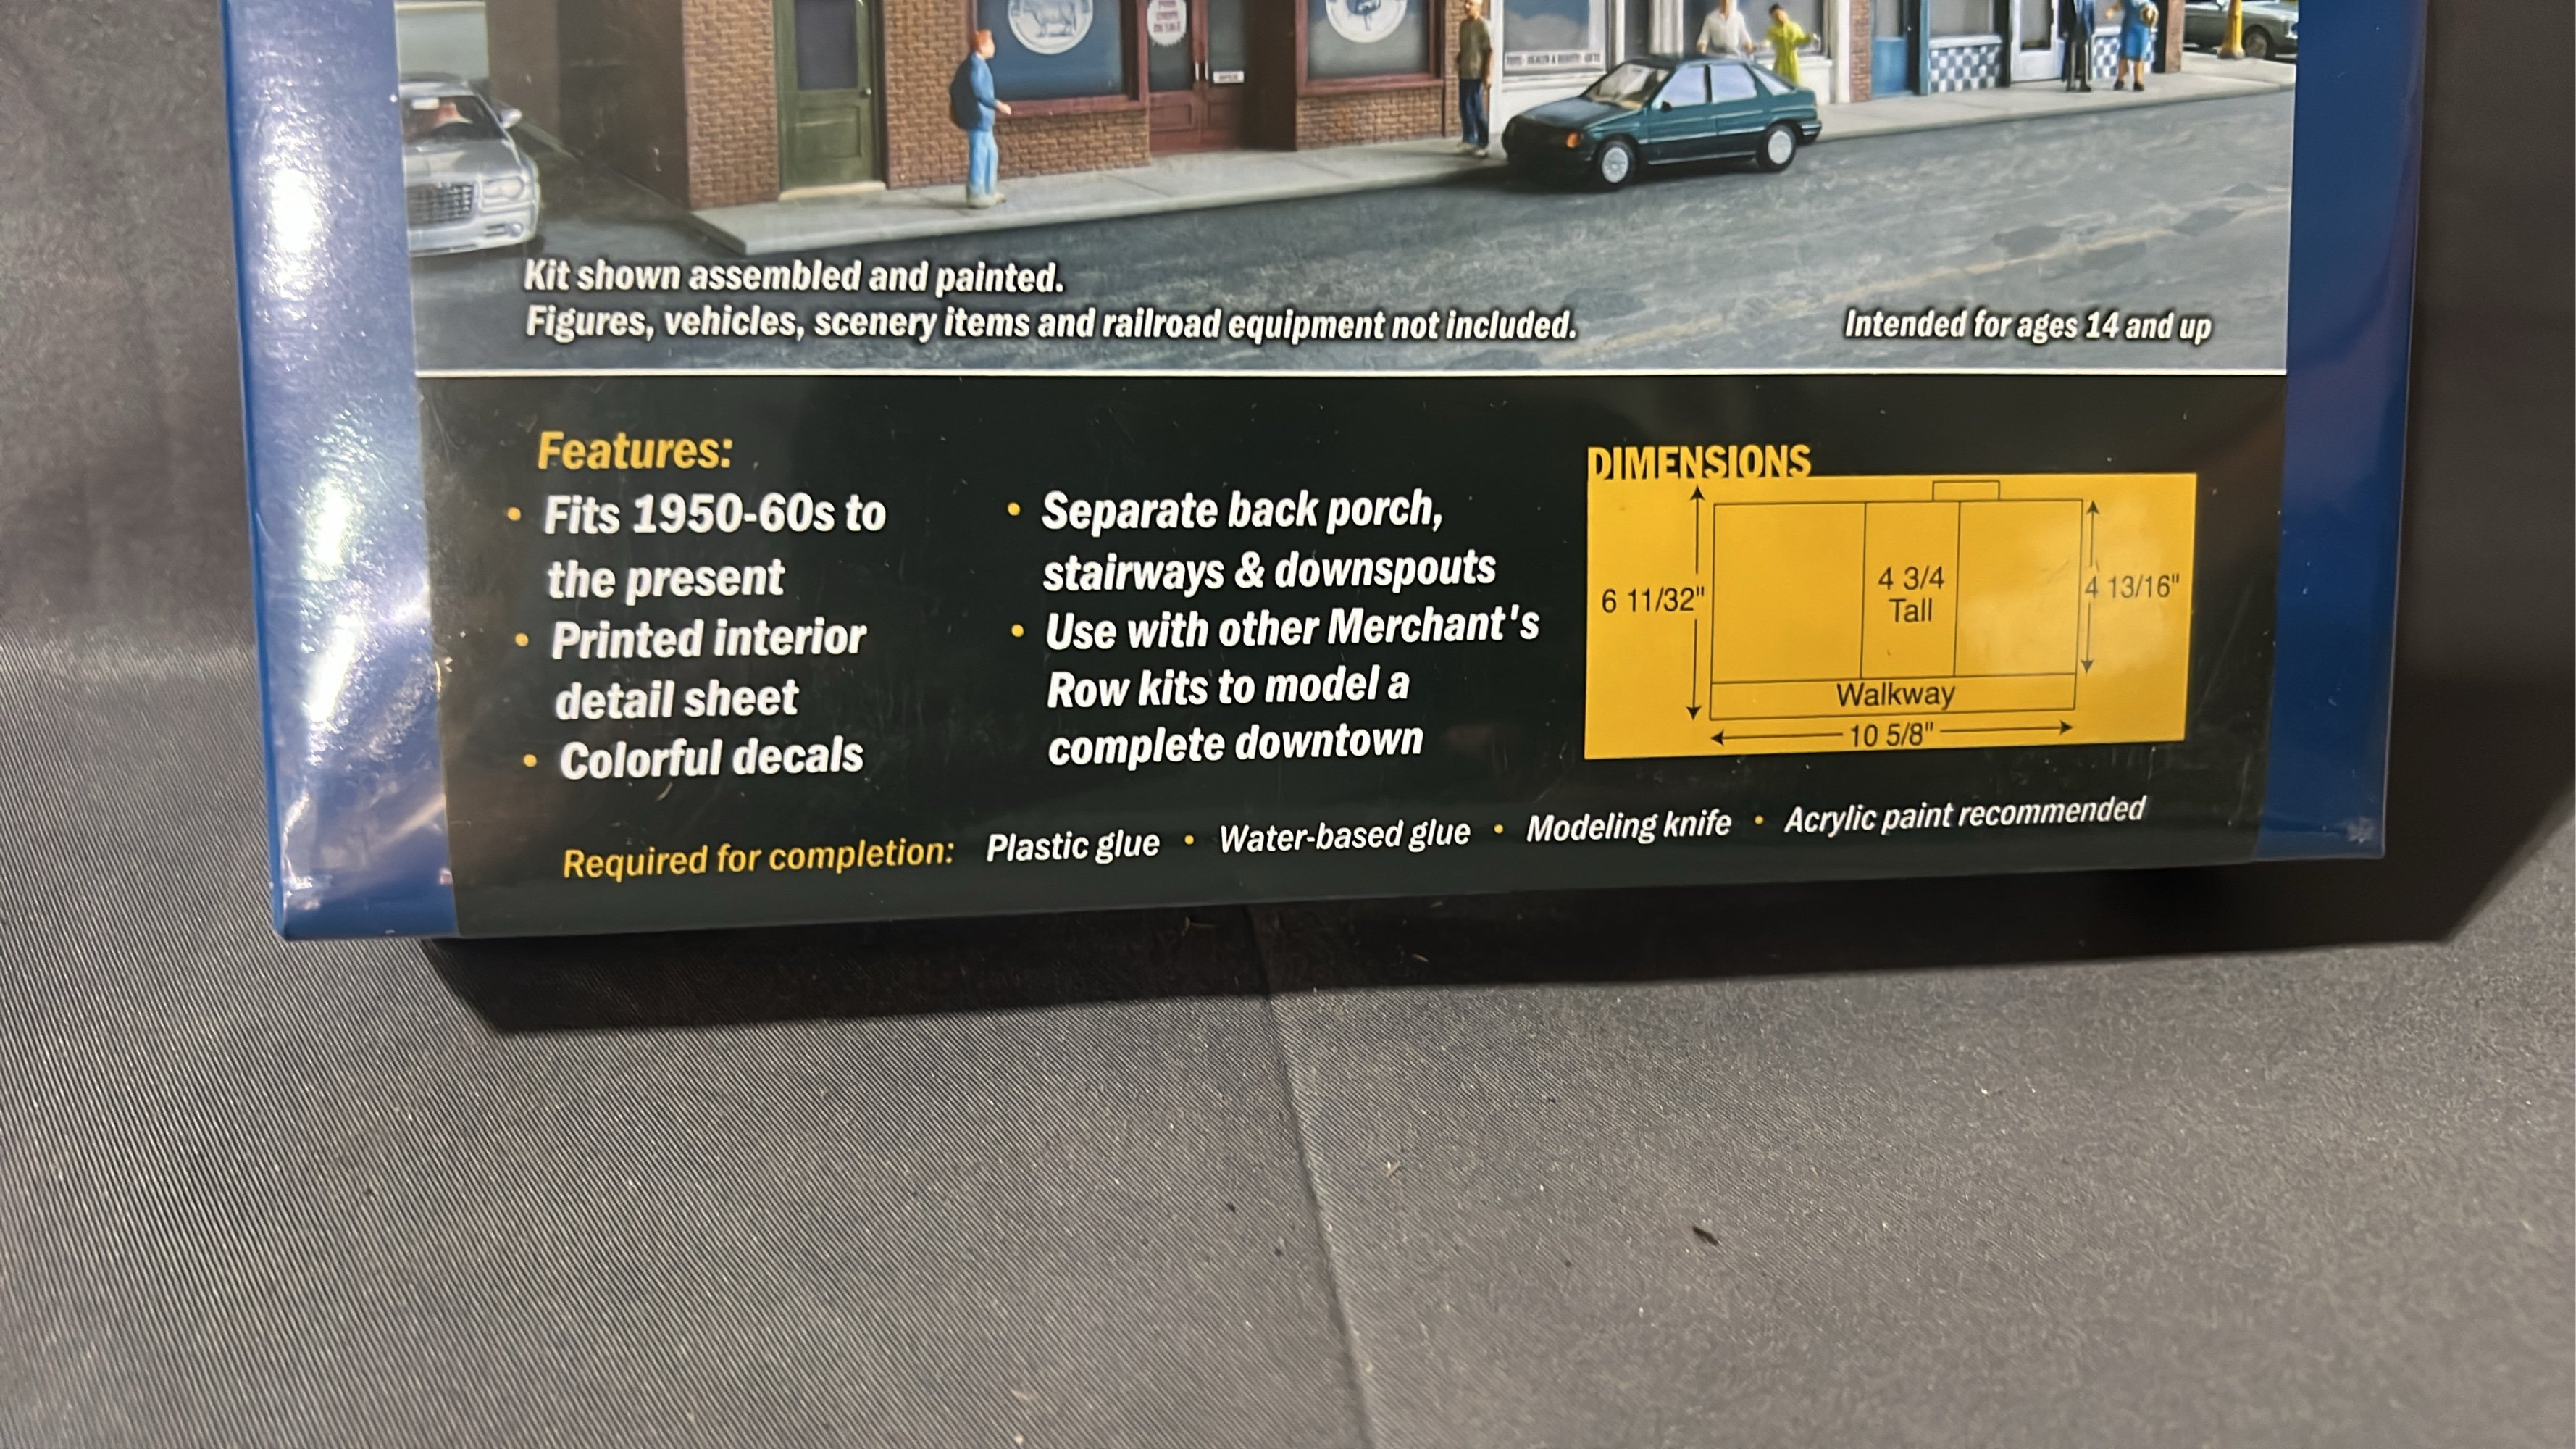 Kit shown assembled and painted.
Figures, vehicles, scenery items and railroad equipment not included.
Intended for ages 14 and up
Features:
• Fits 1950-60s to
the present
• Printed interior
detail sheet
• Colorful decals
• Separate back porch,
stairways & downspouts
• Use with other Merchant's
Row kits to model a
complete downtown
DIMENSIONS
6 11/32"
4 3/4
Tall
4 13/16"
Walkway
10 5/8"
Required for completion: Plastic glue • Water-based glue • Modeling knife • Acrylic paint recommended